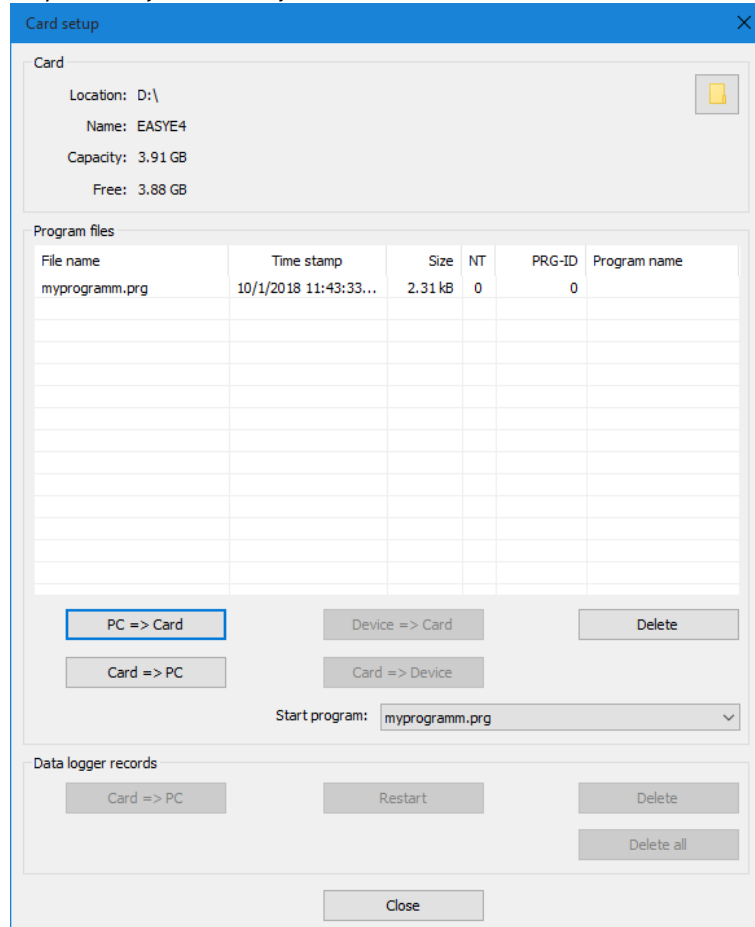 Card setup
Card
Location: D:\
Name: EASYE4
Capacity: 3.91 GB
Free: 3.88 GB
Program files
File name Time stamp Size NT PRG-ID Program name
myprogramm.prg 10/1/2018 11:43:33... 2.31 kB 0 0
PC => Card Device => Card Delete
Card => PC Card => Device
Start program: myprogramm.prg
Data logger records
Card => PC Restart Delete
Delete all
Close